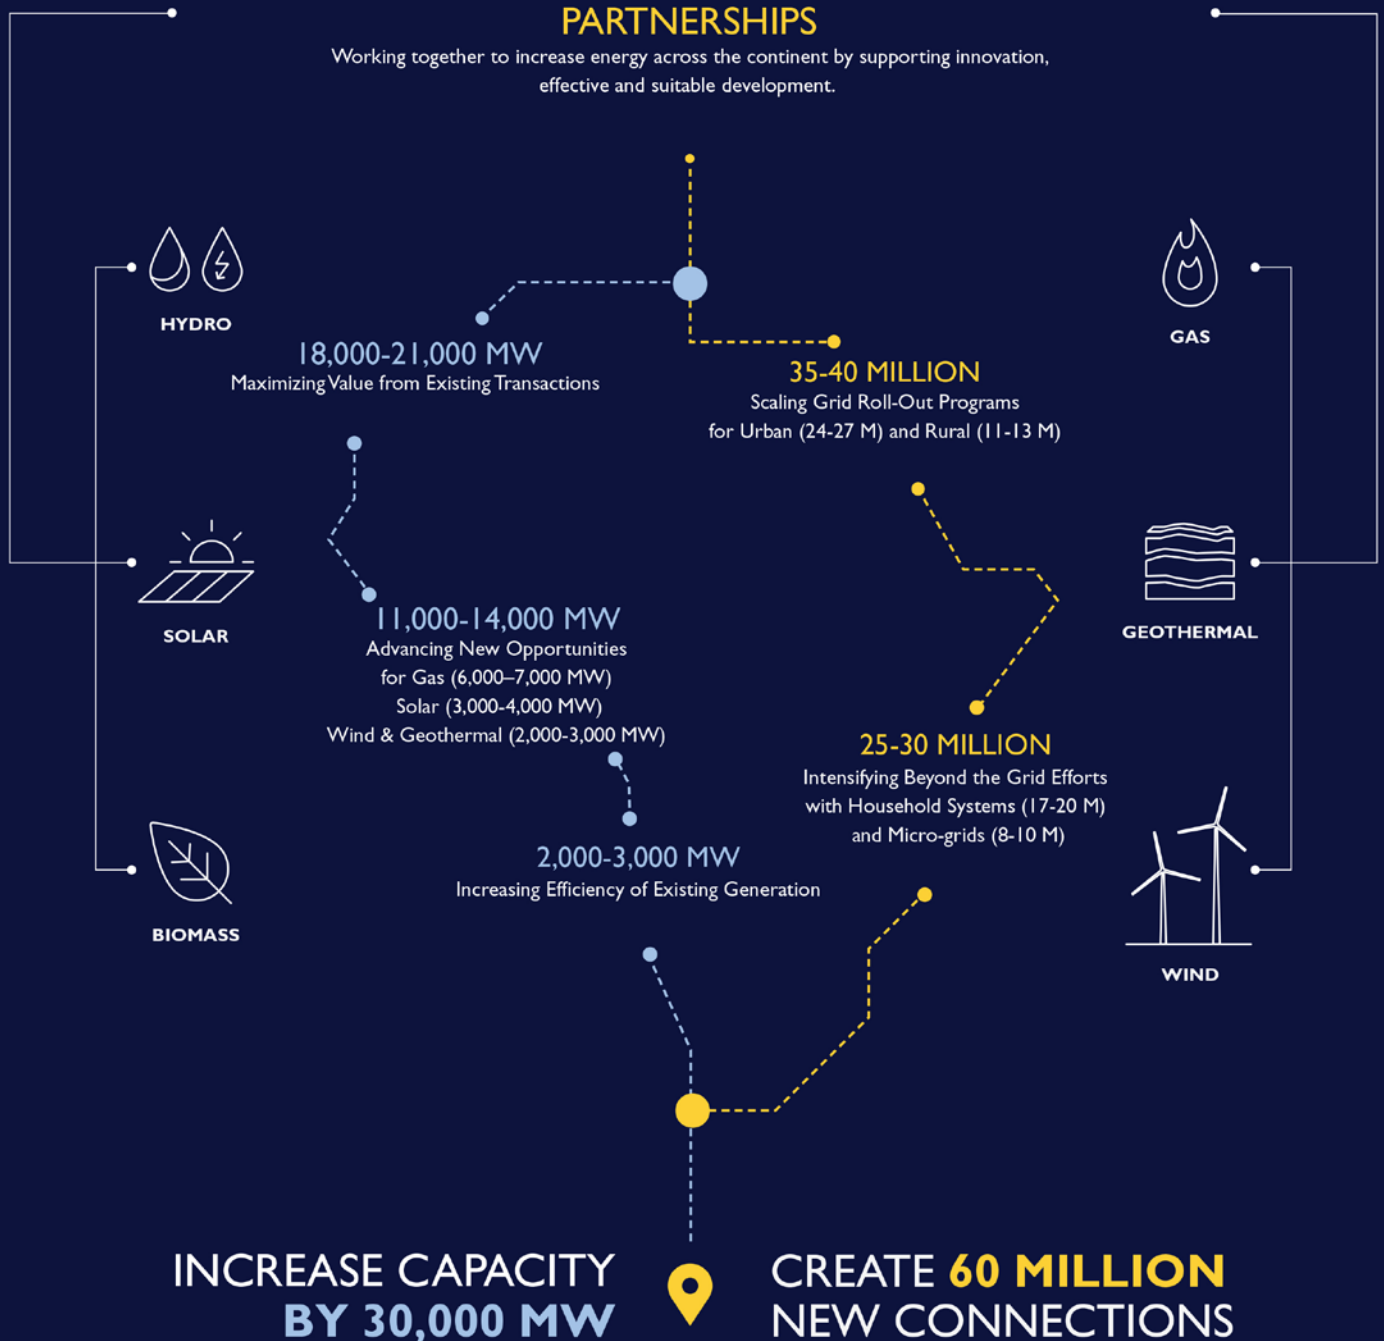 PARTNERSHIPS
Working together to increase energy across the continent by supporting innovation,
effective and suitable development.
HYDRO
GAS
18,000-21,000 MW
Maximizing Value from Existing Transactions
35-40 MILLION
Scaling Grid Roll-Out Programs
for Urban (24-27 M) and Rural (11-13 M)
SOLAR
GEOTHERMAL
11,000-14,000 MW
Advancing New Opportunities
for Gas (6,000–7,000 MW)
Solar (3,000-4,000 MW)
Wind & Geothermal (2,000-3,000 MW)
25-30 MILLION
Intensifying Beyond the Grid Efforts
with Household Systems (17-20 M)
and Micro-grids (8-10 M)
2,000-3,000 MW
Increasing Efficiency of Existing Generation
BIOMASS
WIND
INCREASE CAPACITY
BY 30,000 MW
CREATE 60 MILLION
NEW CONNECTIONS